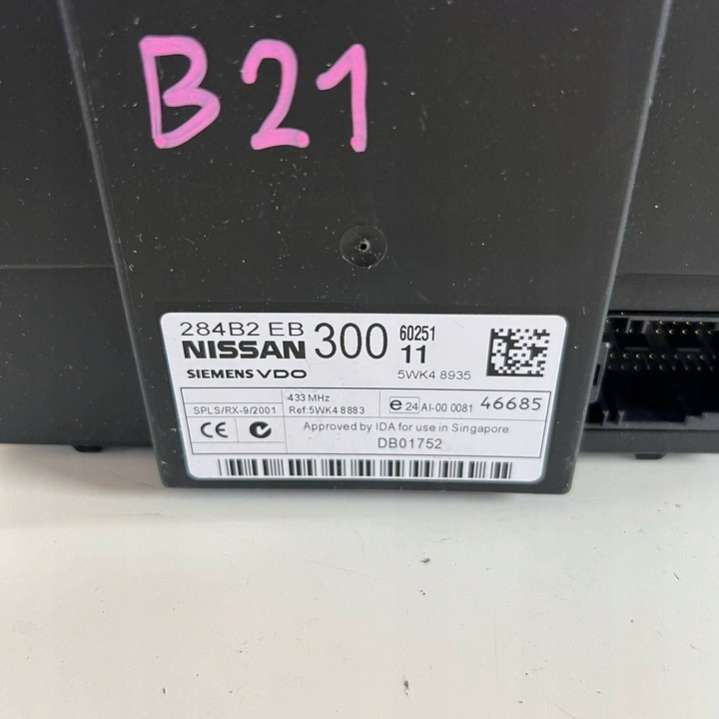 B21
284B2 EB 300 60251
NISSAN 11
SIEMENS VDO 5WK4 8935
433 MHz
SPLS/RX-9/2001 Ref:5WK4 8883 e 24 AI-00 0081 46685
CE Approved by IDA for use in Singapore
DB01752